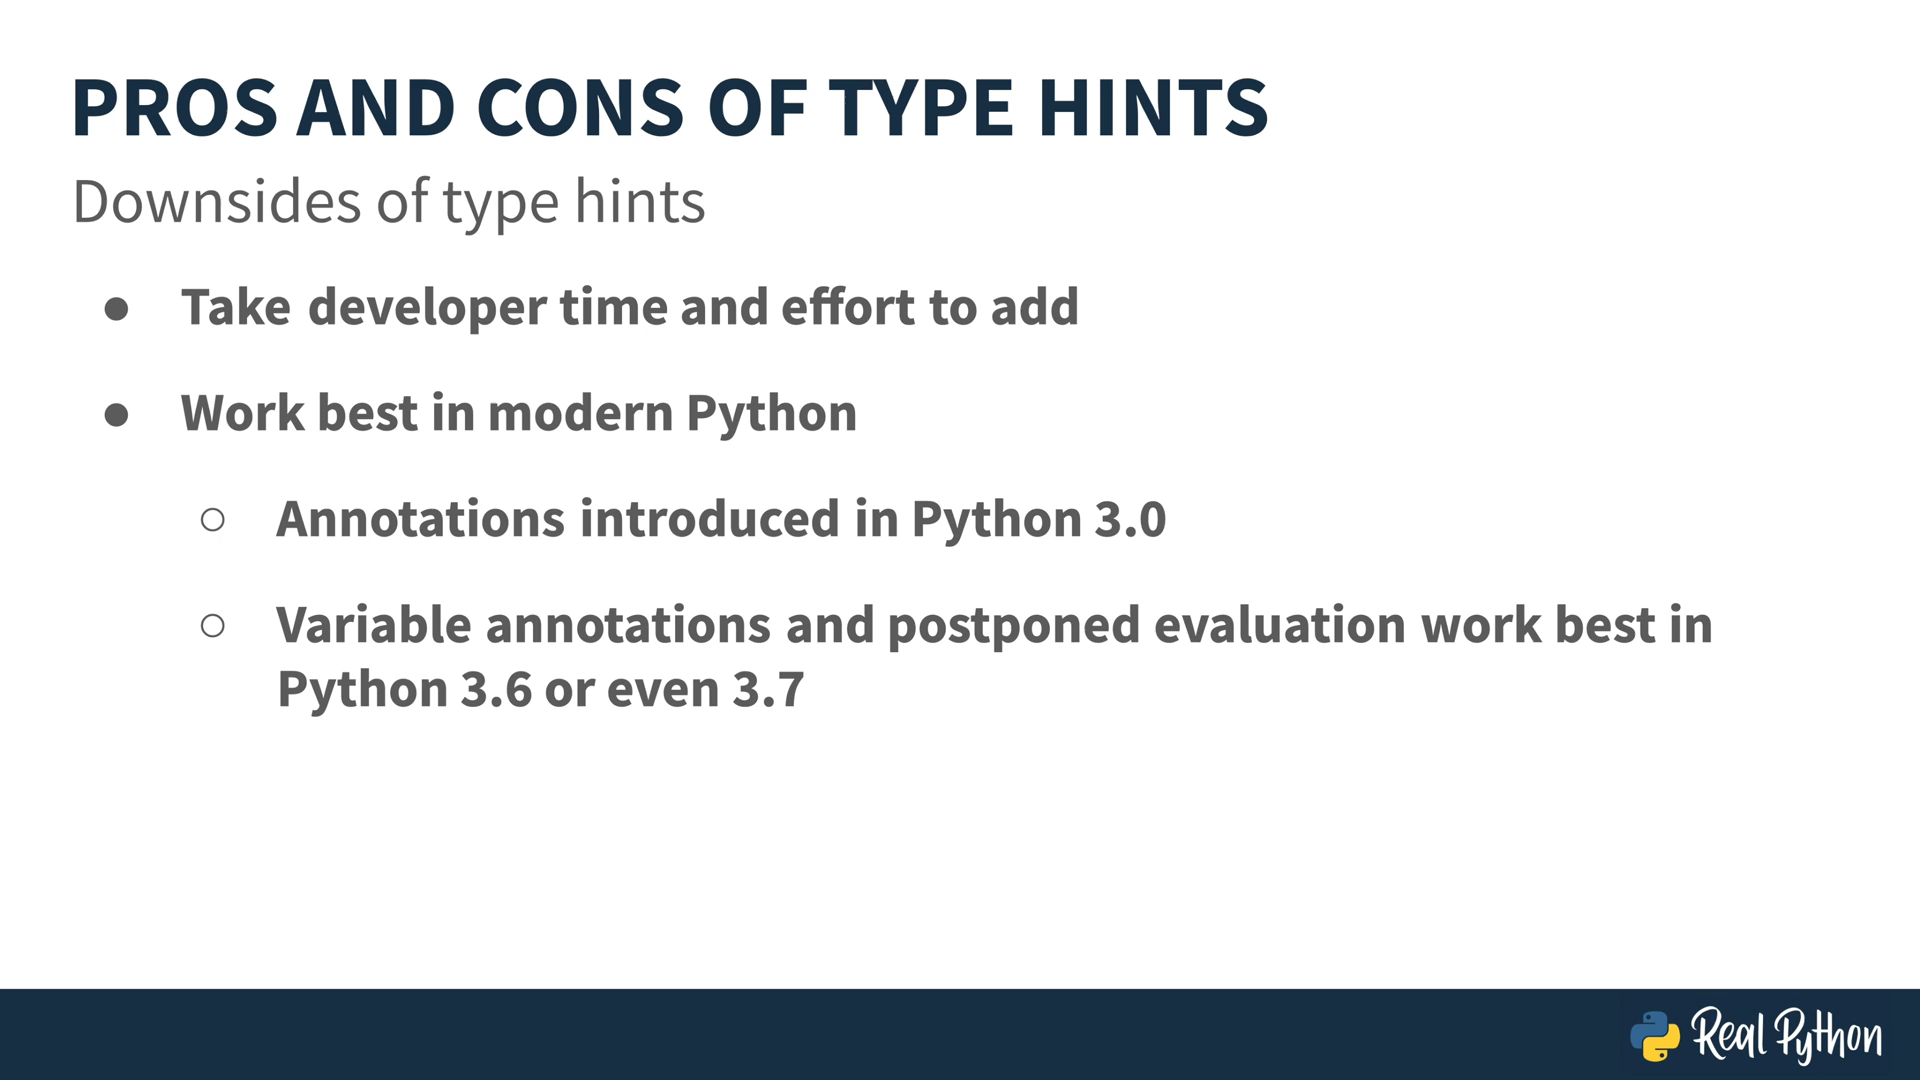 PROS AND CONS OF TYPE HINTS
Downsides of type hints
● Take developer time and effort to add
● Work best in modern Python
○ Annotations introduced in Python 3.0
○ Variable annotations and postponed evaluation work best in
Python 3.6 or even 3.7
Real Python